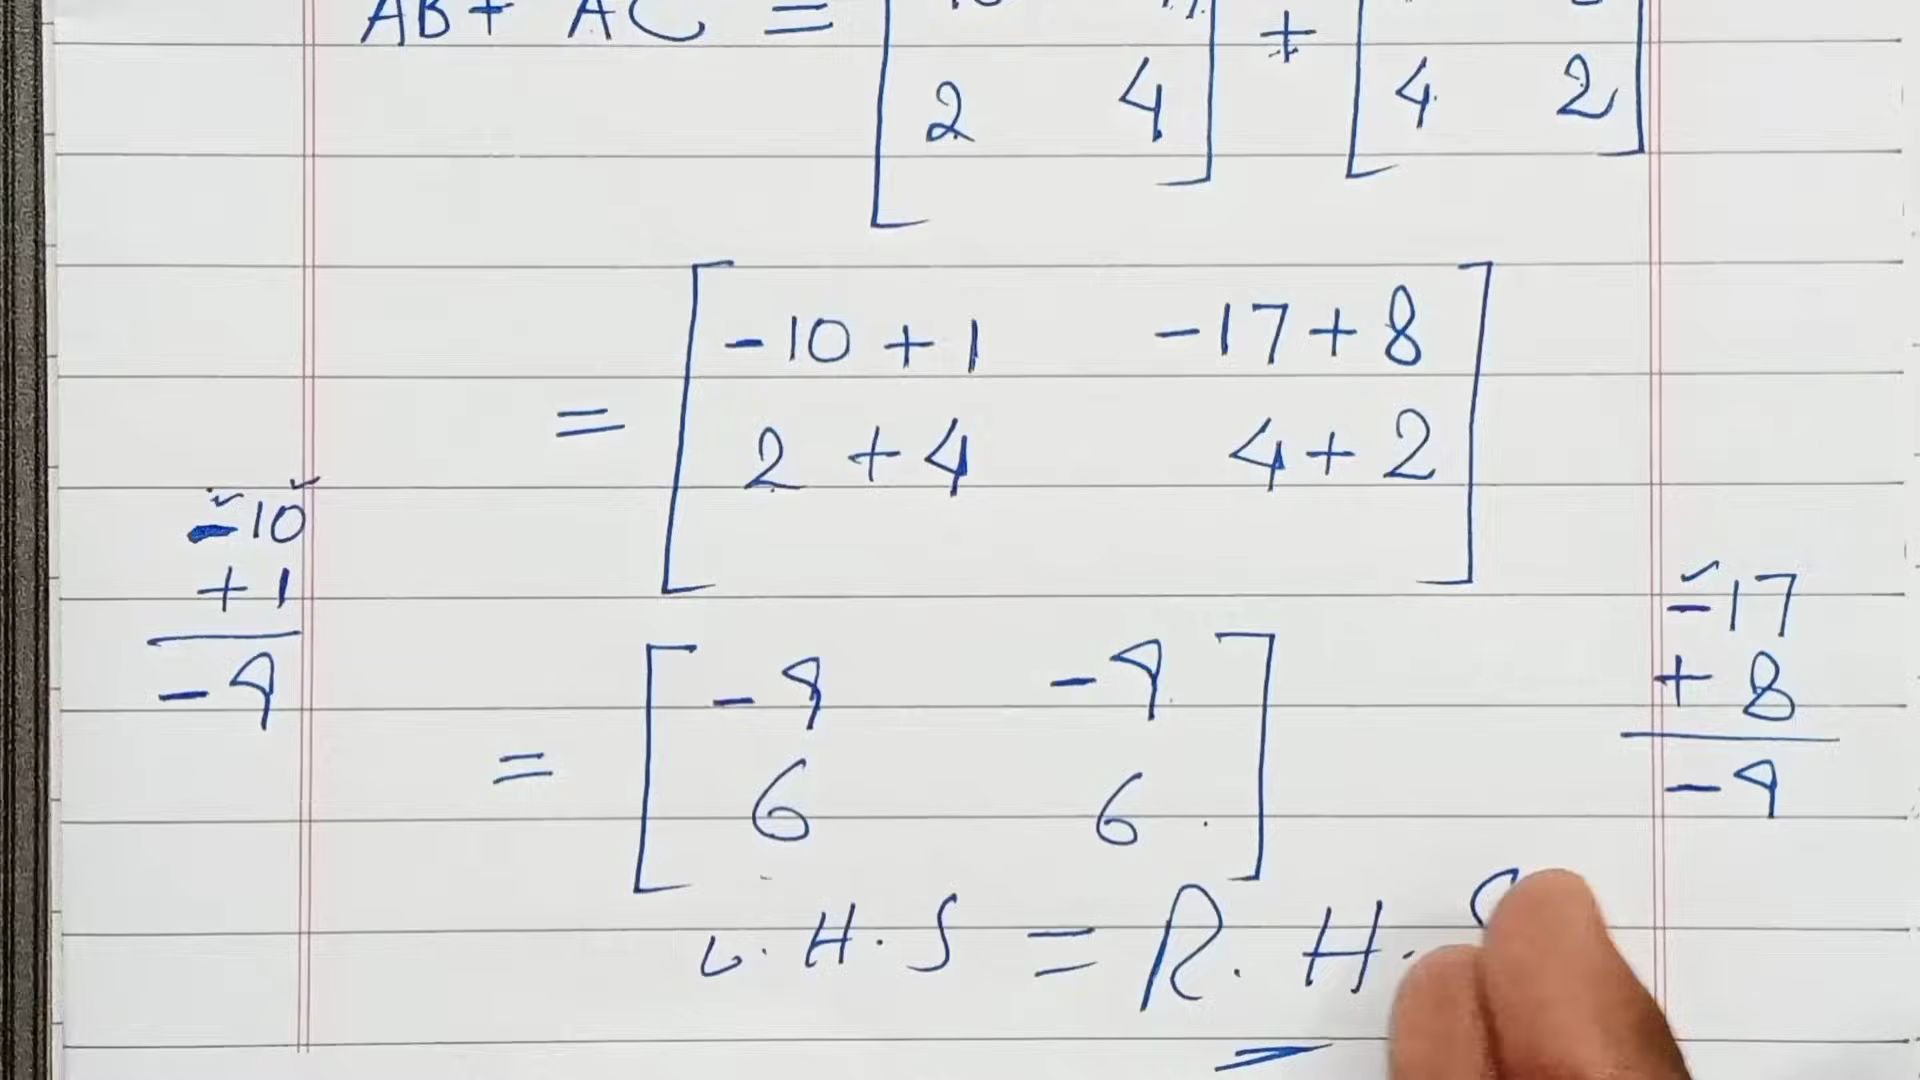 AB + AC =
2 4
4 2
= -10 + 1 -17 + 8
2 + 4 4 + 2
-10
+ 1
-9
= -9 -9
6 6
-17
+ 8
-9
L.H.S = R.H.